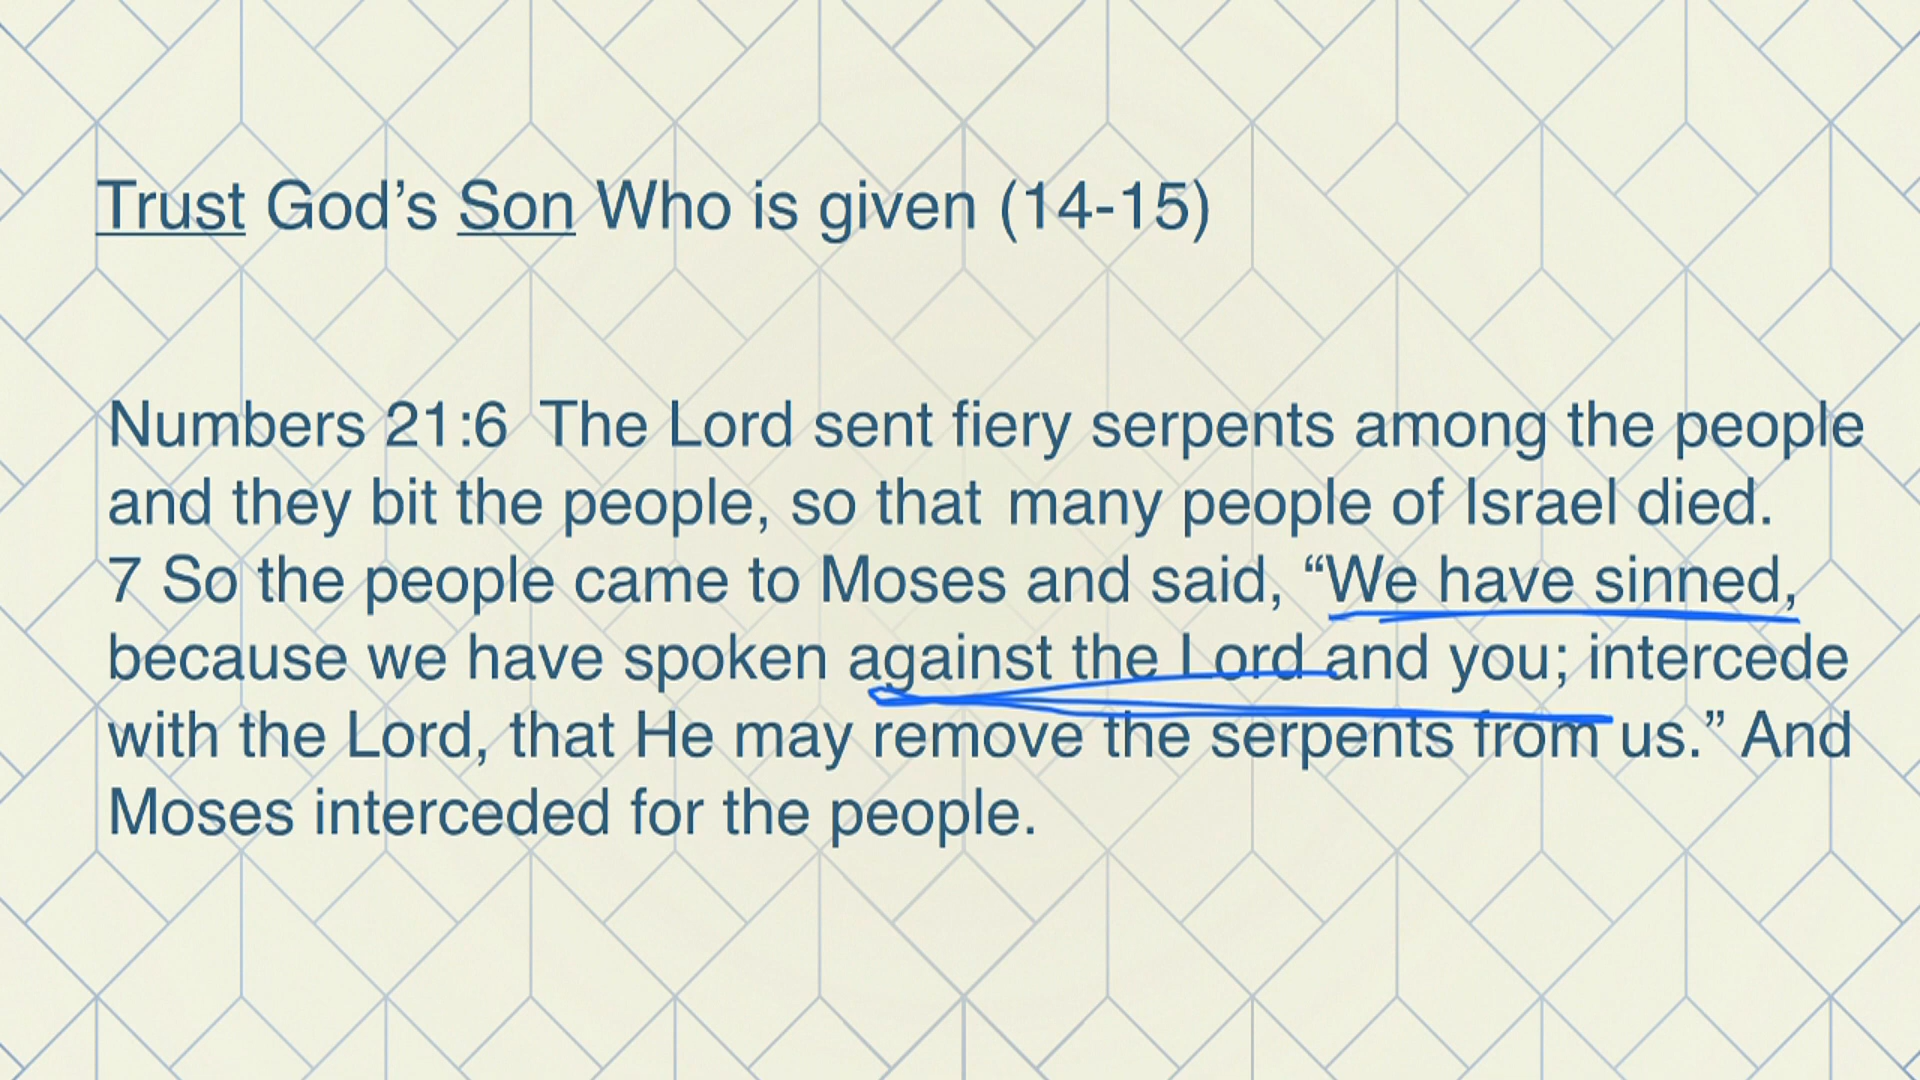 Trust God’s Son Who is given (14-15)
Numbers 21:6 The Lord sent fiery serpents among the people
and they bit the people, so that many people of Israel died.
7 So the people came to Moses and said, “We have sinned,
because we have spoken against the Lord and you; intercede
with the Lord, that He may remove the serpents from us.” And
Moses interceded for the people.